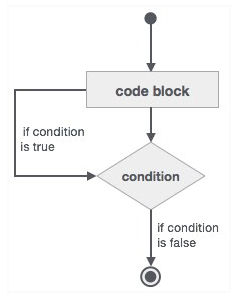 code block
if condition
is true
condition
if condition
is false